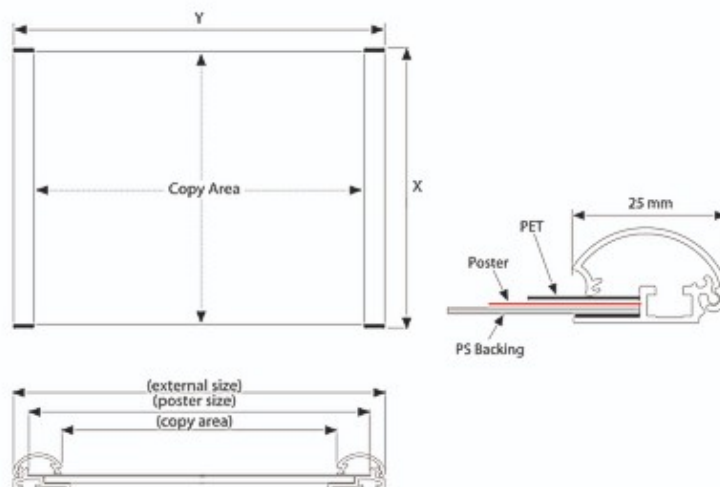 Y
Copy Area
X
25 mm
PET
Poster
PS Backing
(external size)
(poster size)
(copy area)